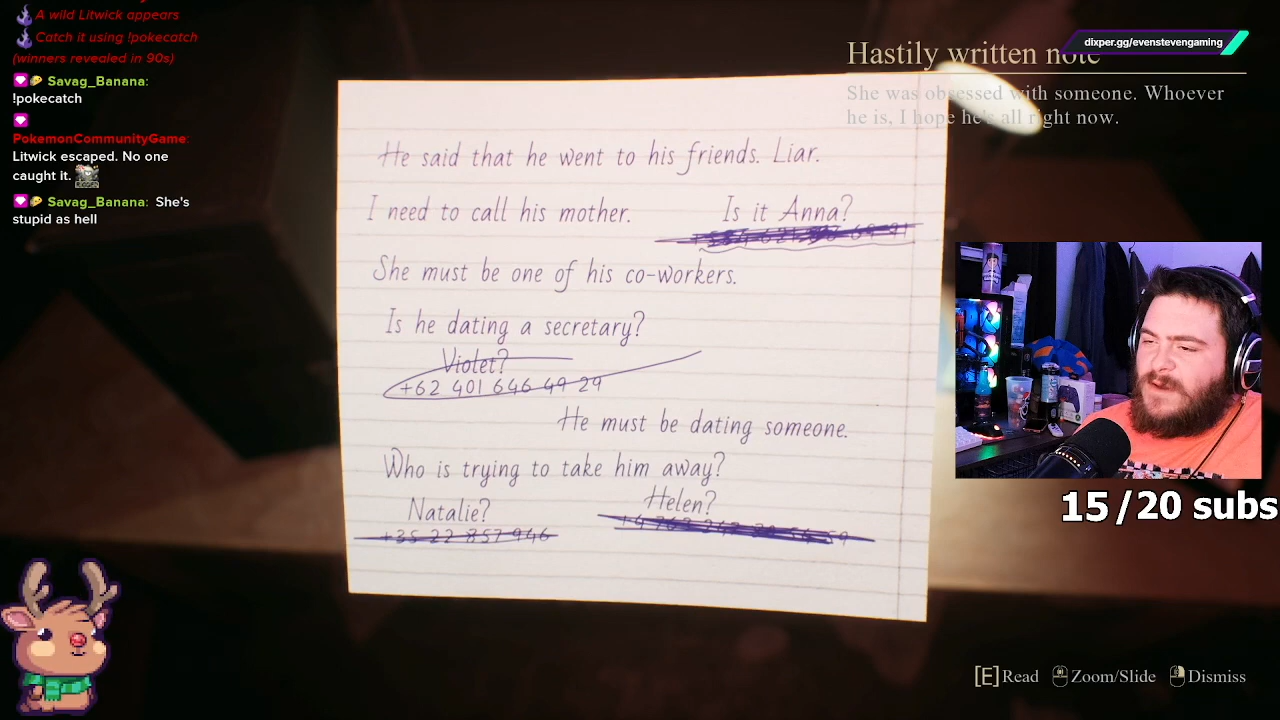 A wild Litwick appears
Catch it using !pokecatch
(winners revealed in 90s)
Savag_Banana:
!pokecatch
PokemonCommunityGame:
Litwick escaped. No one
caught it.
Savag_Banana: She's
stupid as hell
dixper.gg/evenstevengaming
Hastily written note
She was obsessed with someone. Whoever
he is, I hope he's all right now.
He said that he went to his friends. Liar.
I need to call his mother.
Is it Anna?
She must be one of his co-workers.
Is he dating a secretary?
Violet?
+62 401 646 49 29
He must be dating someone.
Who is trying to take him away?
Natalie?
+35 22 857 946
Helen?
15/20 subs
[E]Read Zoom/Slide Dismiss